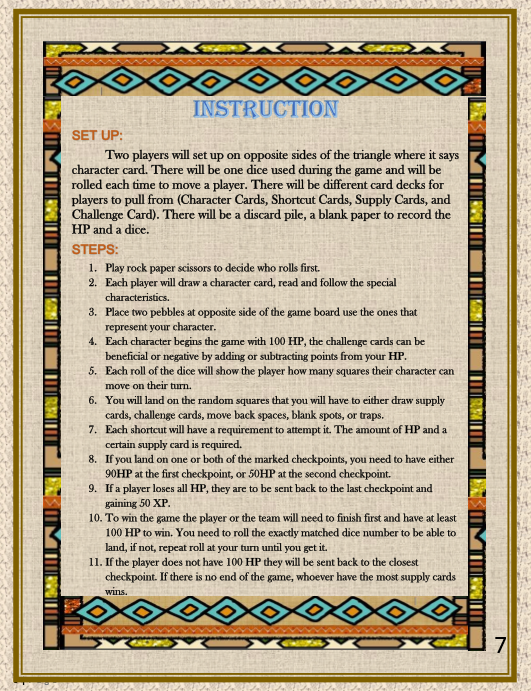 INSTRUCTION
SET UP:
Two players will set up on opposite sides of the triangle where it says
character card. There will be one dice used during the game and will be
rolled each time to move a player. There will be different card decks for
players to pull from (Character Cards, Shortcut Cards, Supply Cards, and
Challenge Card). There will be a discard pile, a blank paper to record the
HP and a dice.
STEPS:
1. Play rock paper scissors to decide who rolls first.
2. Each player will draw a character card, read and follow the special
characteristics.
3. Place two pebbles at opposite side of the game board use the ones that
represent your character.
4. Each character begins the game with 100 HP, the challenge cards can be
beneficial or negative by adding or subtracting points from your HP.
5. Each roll of the dice will show the player how many squares their character can
move on their turn.
6. You will land on the random squares that you will have to either draw supply
cards, challenge cards, move back spaces, blank spots, or traps.
7. Each shortcut will have a requirement to attempt it. The amount of HP and a
certain supply card is required.
8. If you land on one or both of the marked checkpoints, you need to have either
90HP at the first checkpoint, or 50HP at the second checkpoint.
9. If a player loses all HP, they are to be sent back to the last checkpoint and
gaining 50 XP.
10. To win the game the player or the team will need to finish first and have at least
100 HP to win. You need to roll the exactly matched dice number to be able to
land, if not, repeat roll at your turn until you get it.
11. If the player does not have 100 HP they will be sent back to the closest
checkpoint. If there is no end of the game, whoever have the most supply cards
wins.
7